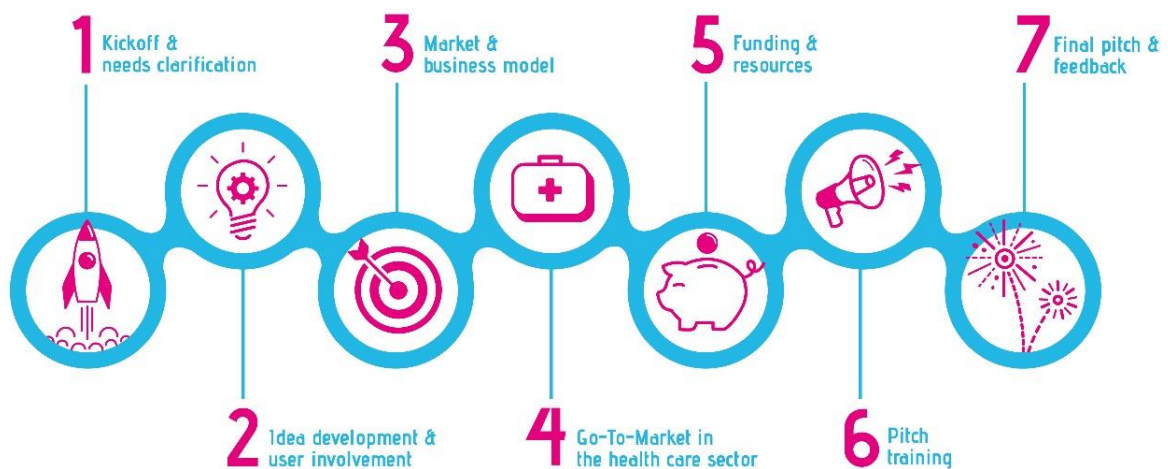 1 Kickoff &
needs clarification
2 Idea development &
user involvement
3 Market &
business model
4 Go-To-Market in
the health care sector
5 Funding &
resources
6 Pitch
training
7 Final pitch &
feedback